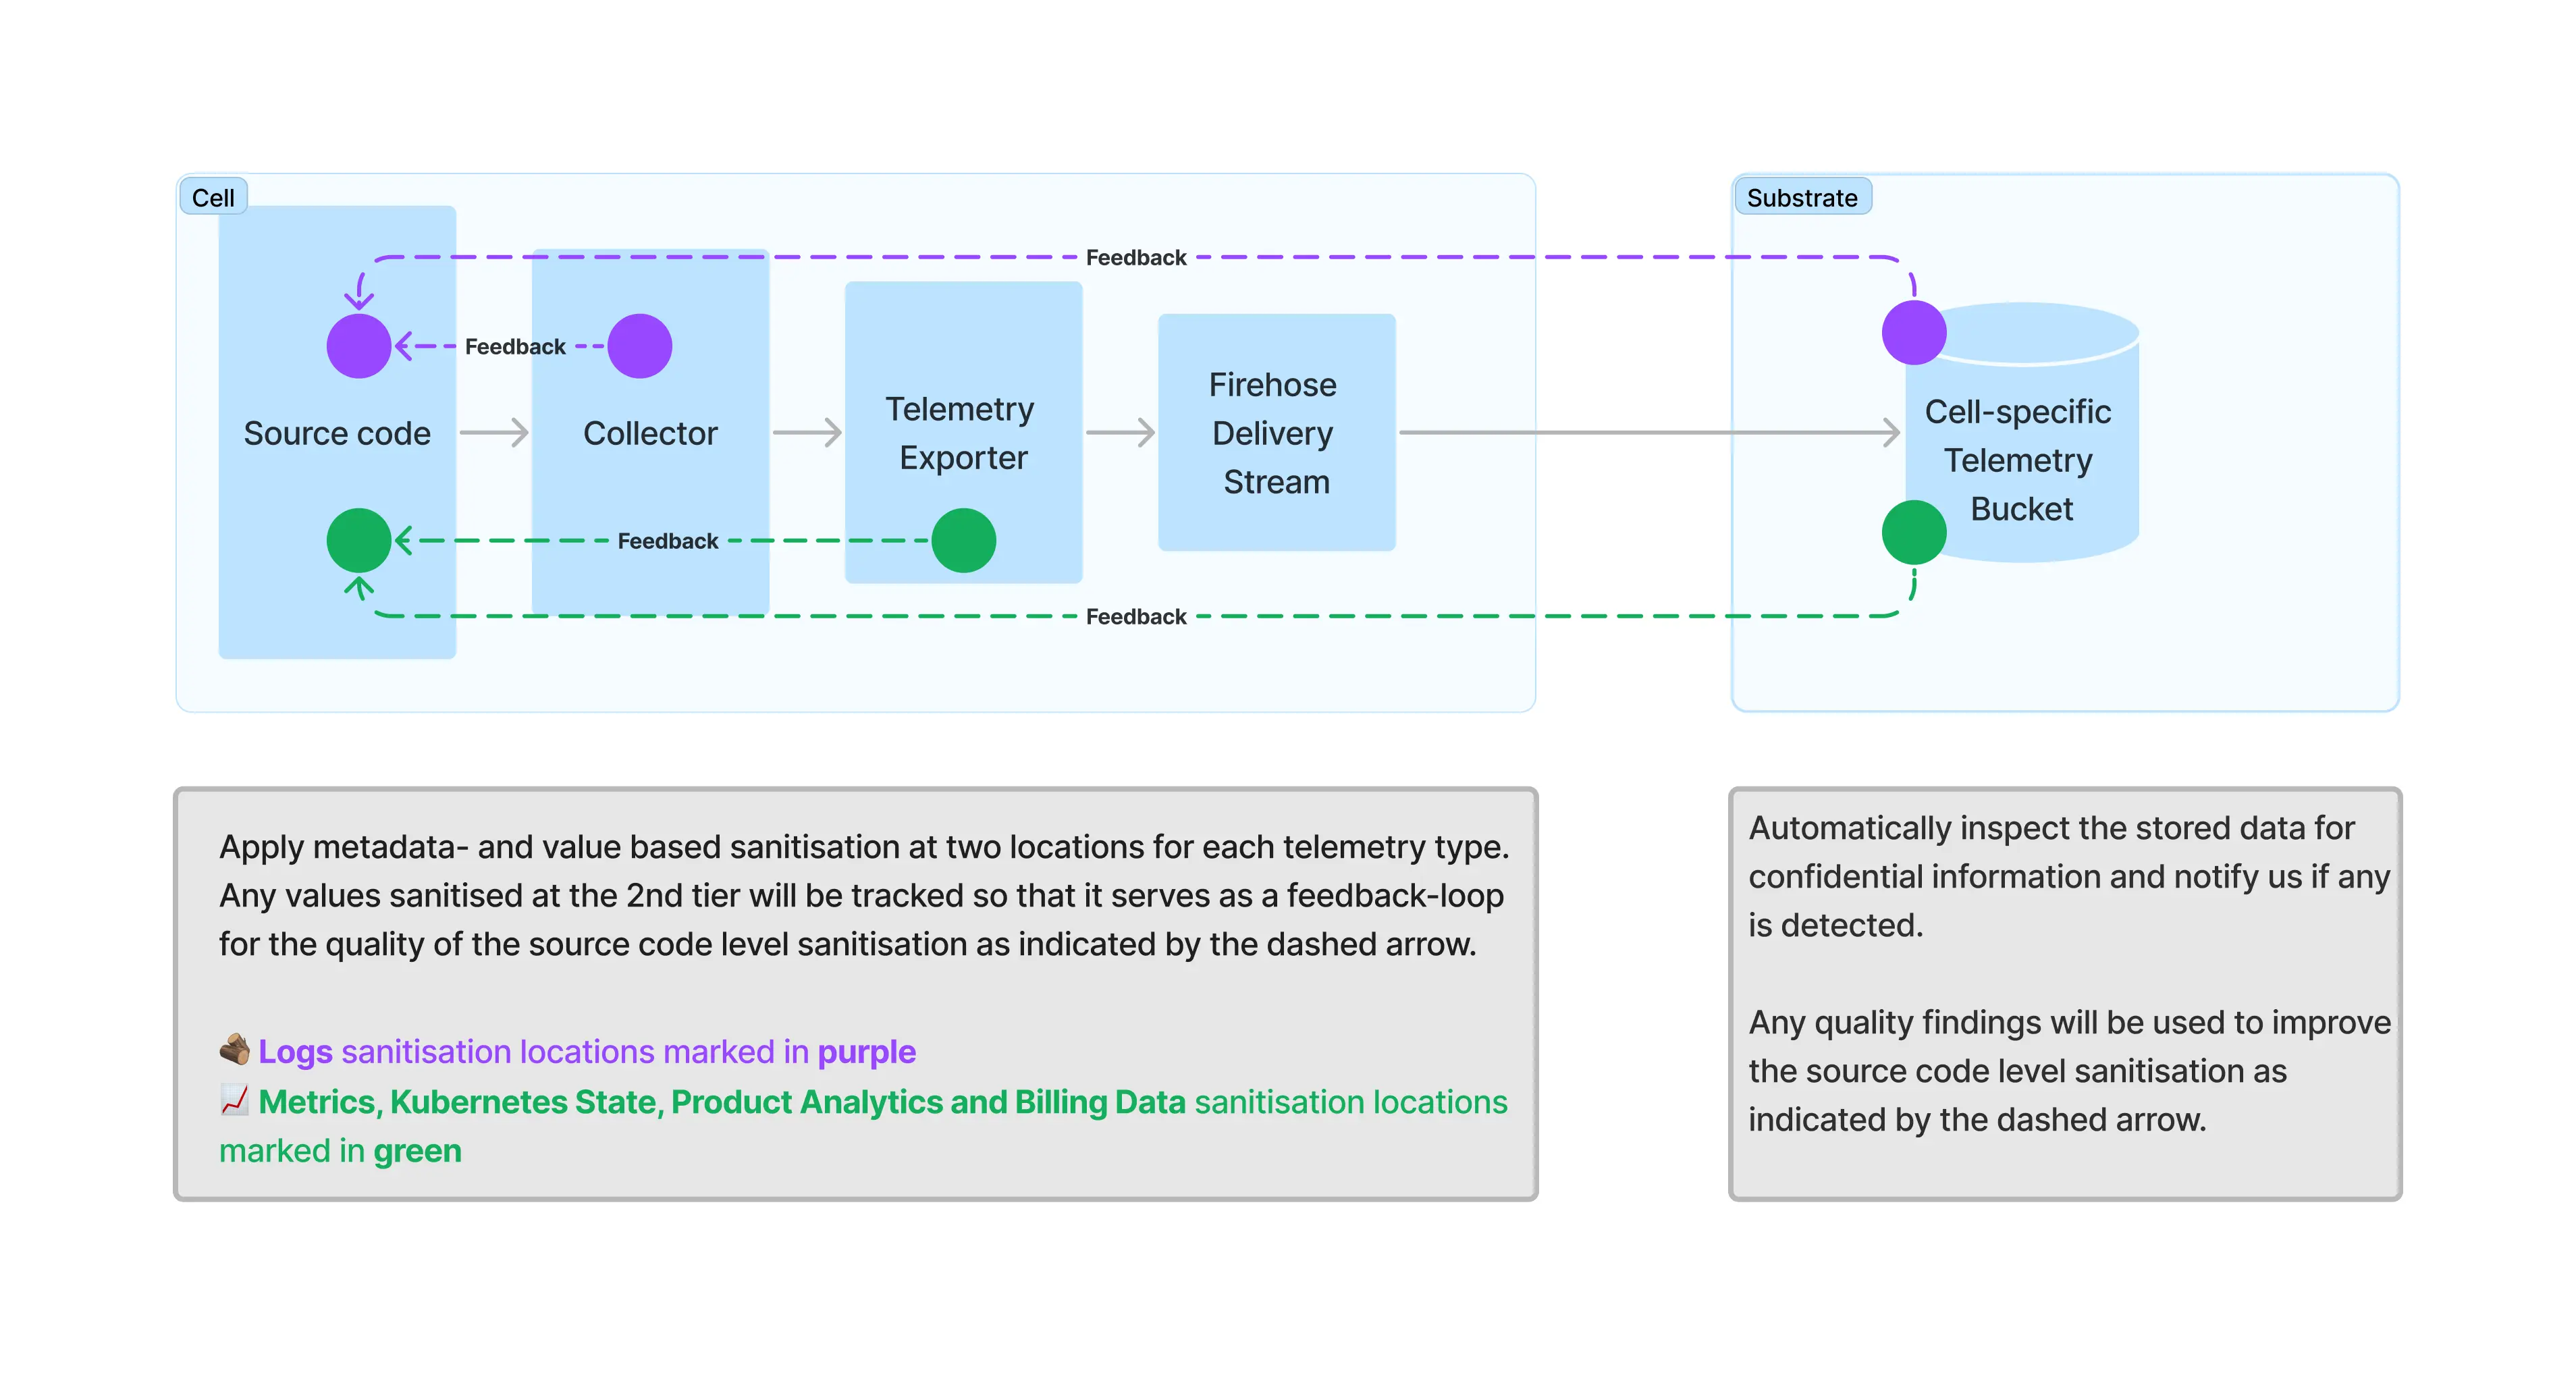 Cell
Substrate
Feedback
Feedback
Source code
Collector
Telemetry
Exporter
Firehose
Delivery
Stream
Cell-specific
Telemetry
Bucket
Feedback
Feedback
Apply metadata- and value based sanitisation at two locations for each telemetry type.
Any values sanitised at the 2nd tier will be tracked so that it serves as a feedback-loop
for the quality of the source code level sanitisation as indicated by the dashed arrow.
Logs sanitisation locations marked in purple
Metrics, Kubernetes State, Product Analytics and Billing Data sanitisation locations
marked in green
Automatically inspect the stored data for
confidential information and notify us if any
is detected.
Any quality findings will be used to improve
the source code level sanitisation as
indicated by the dashed arrow.